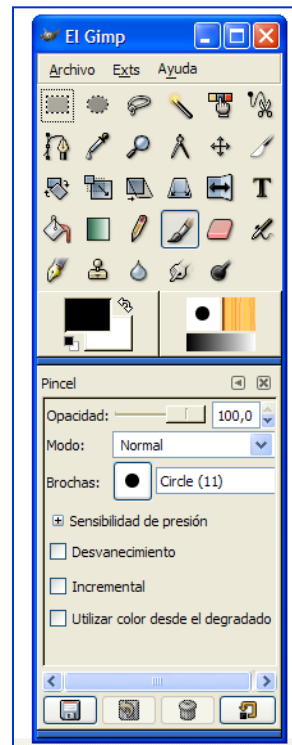 El Gimp
Archivo Exts Ayuda
T
Pincel
Opacidad: 100,0
Modo: Normal
Brochas: Circle (11)
Sensibilidad de presión
Desvanecimiento
Incremental
Utilizar color desde el degradado